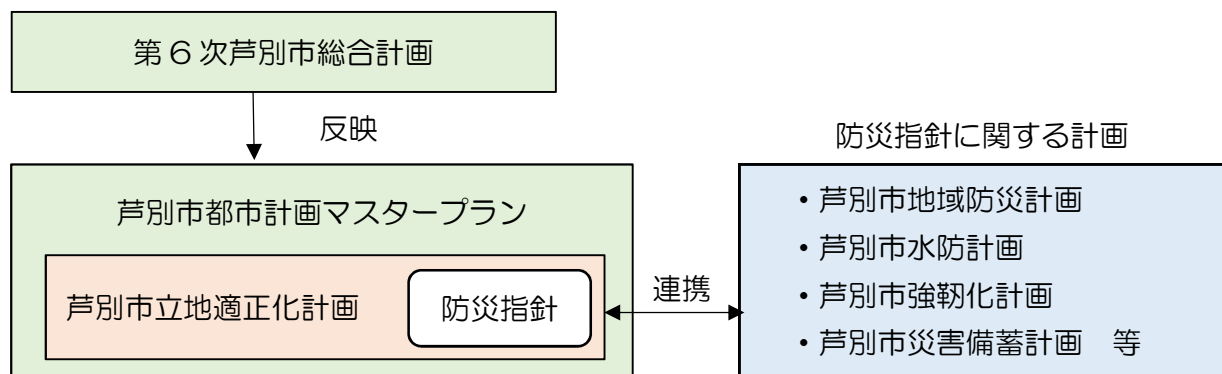 第6次芦別市総合計画
反映
芦別市都市計画マスタープラン
芦別市立地適正化計画
防災指針
連携
防災指針に関する計画
・芦別市地域防災計画
・芦別市水防計画
・芦別市強靱化計画
・芦別市災害備蓄計画　等